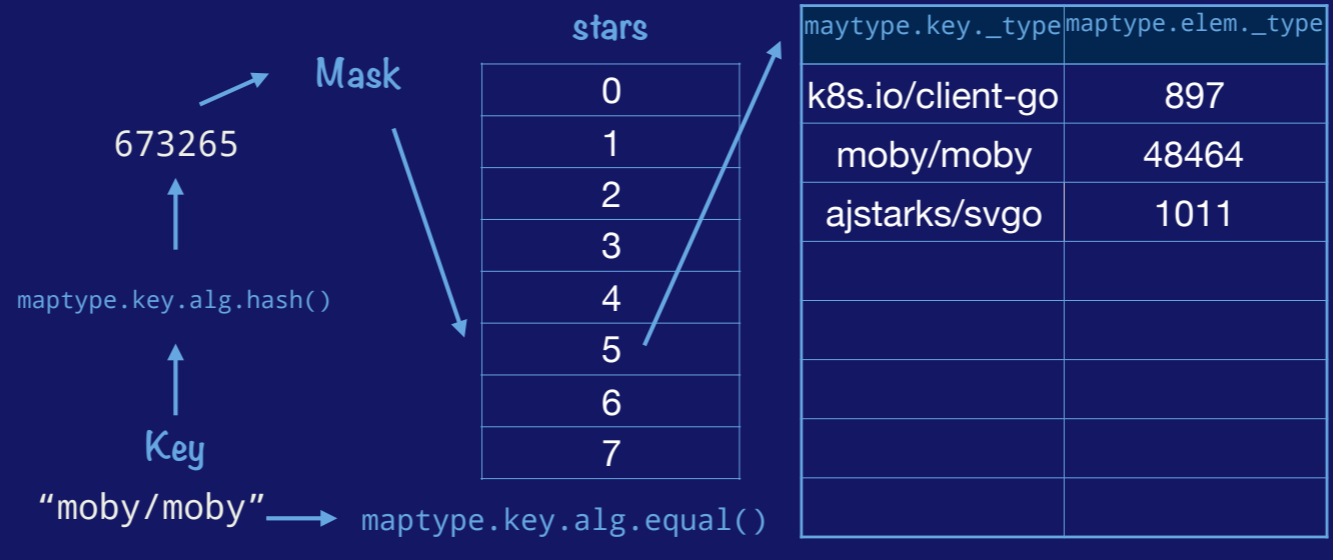 stars
Mask
673265
maptype.key.alg.hash()
Key
“moby/moby”
maptype.key.alg.equal()
0
1
2
3
4
5
6
7
maytype.key._type maptype.elem._type
k8s.io/client-go 897
moby/moby 48464
ajstarks/svgo 1011